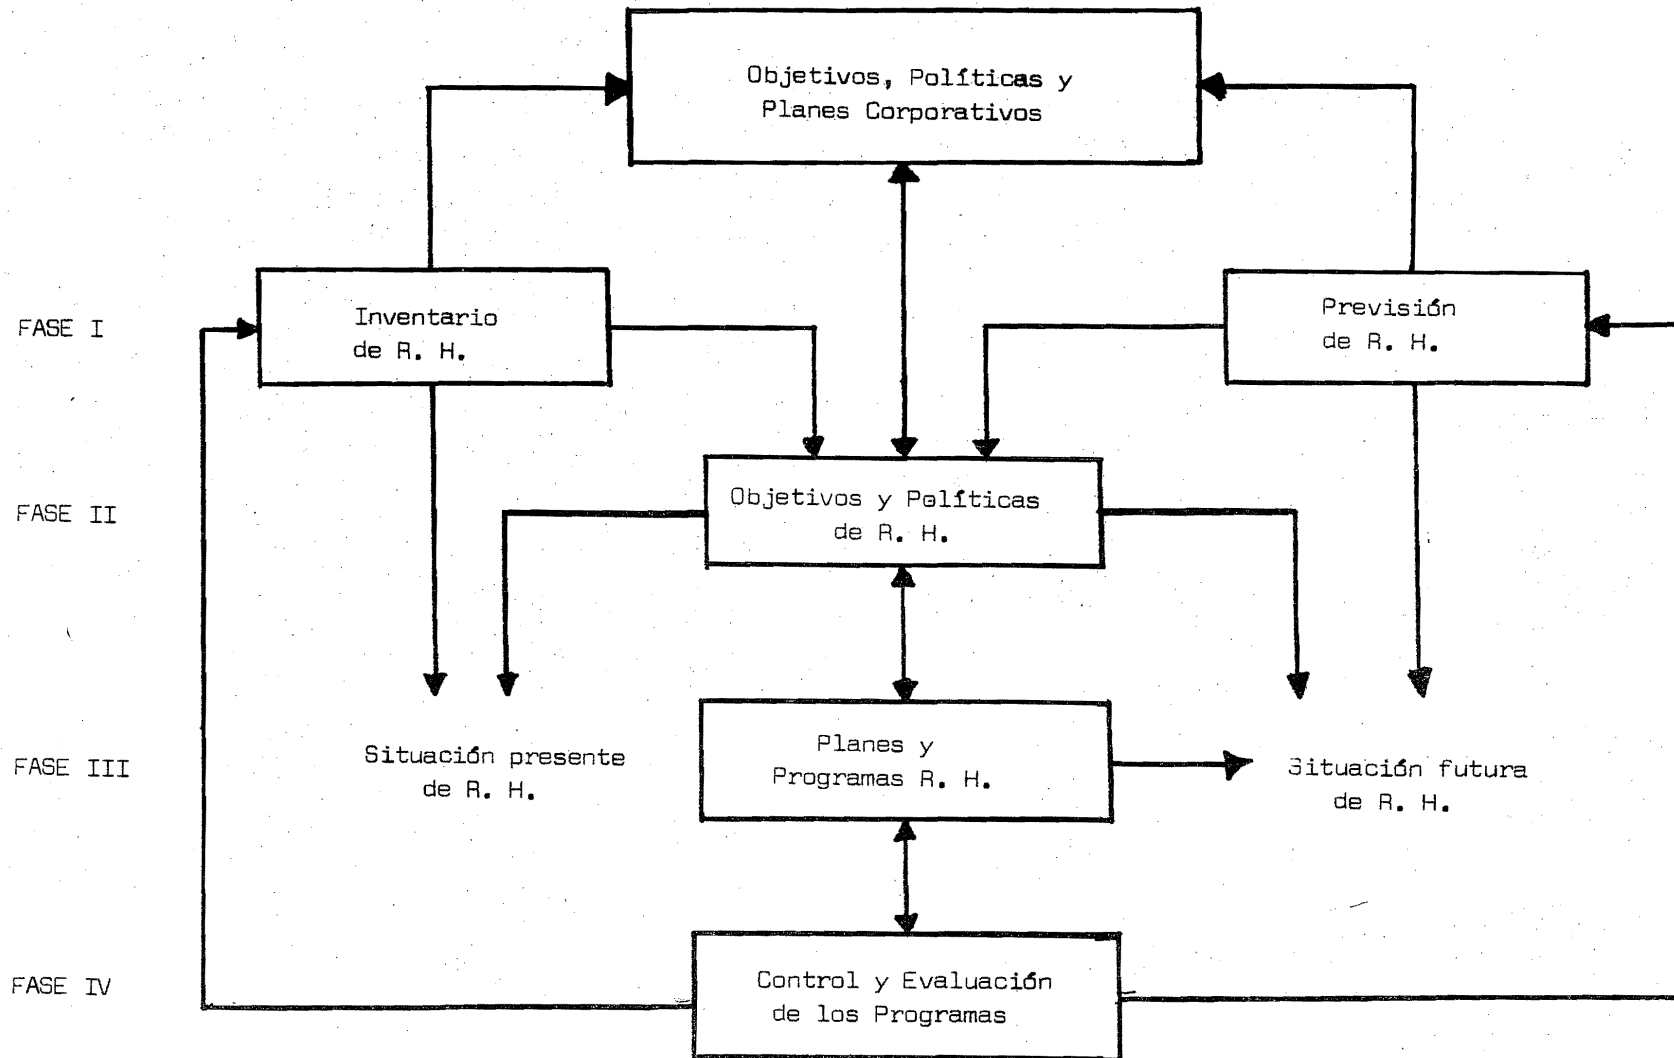 Objetivos, Políticas y
Planes Corporativos
FASE I
Inventario
de R. H.
Previsión
de R. H.
FASE II
Objetivos y Políticas
de R. H.
FASE III
Situación presente
de R. H.
Planes y
Programas R. H.
Situación futura
de R. H.
FASE IV
Control y Evaluación
de los Programas